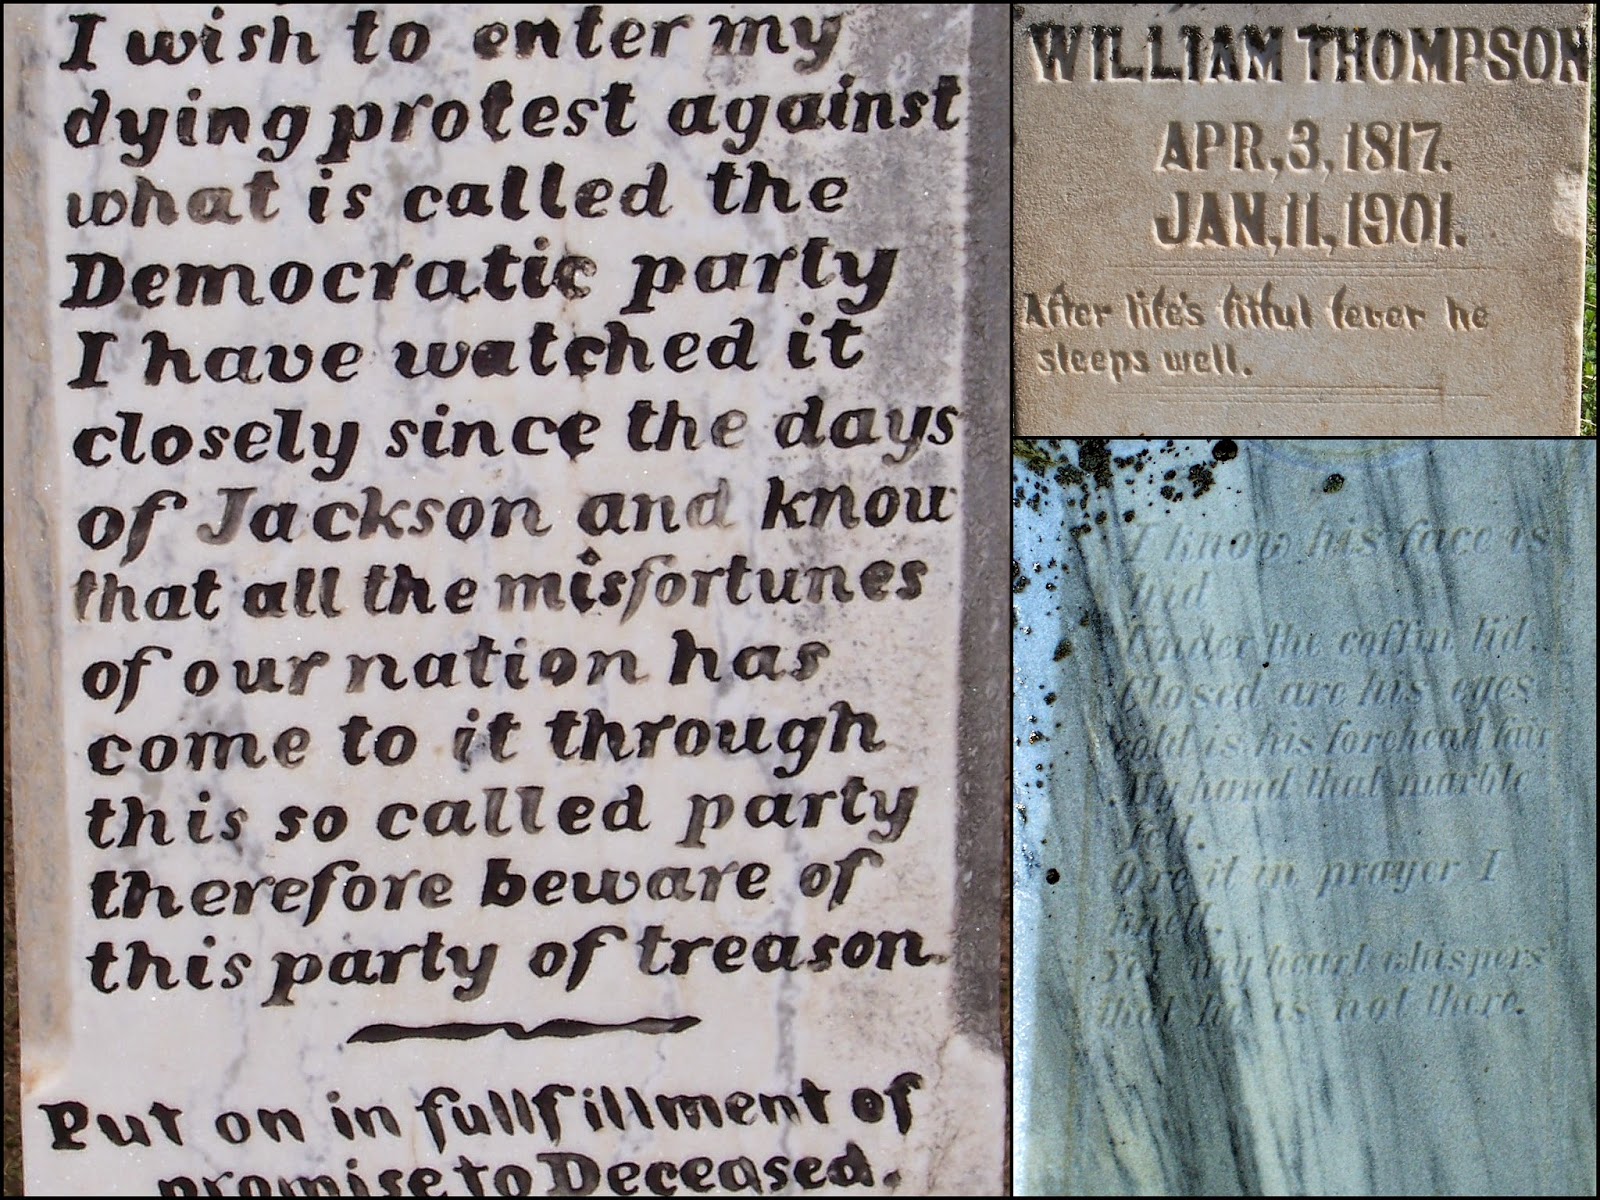 I wish to enter my
dying protest against
what is called the
Democratic party
I have watched it
closely since the days
of Jackson and know
that all the misfortunes
of our nation has
come to it through
this so called party
therefore beware of
this party of treason.
Put on in fullfillment of
promise to Deceased.
WILLIAM THOMPSON
APR, 3, 1817.
JAN, 11, 1901.
After life's fitful fever he
sleeps well.
I know his face is
hid
Under the coffin lid.
Closed are his eyes
cold is his forehead fair
My hand that marble
felt.
O'er it in prayer I
knelt.
Yet my heart whispers
that he is not there.